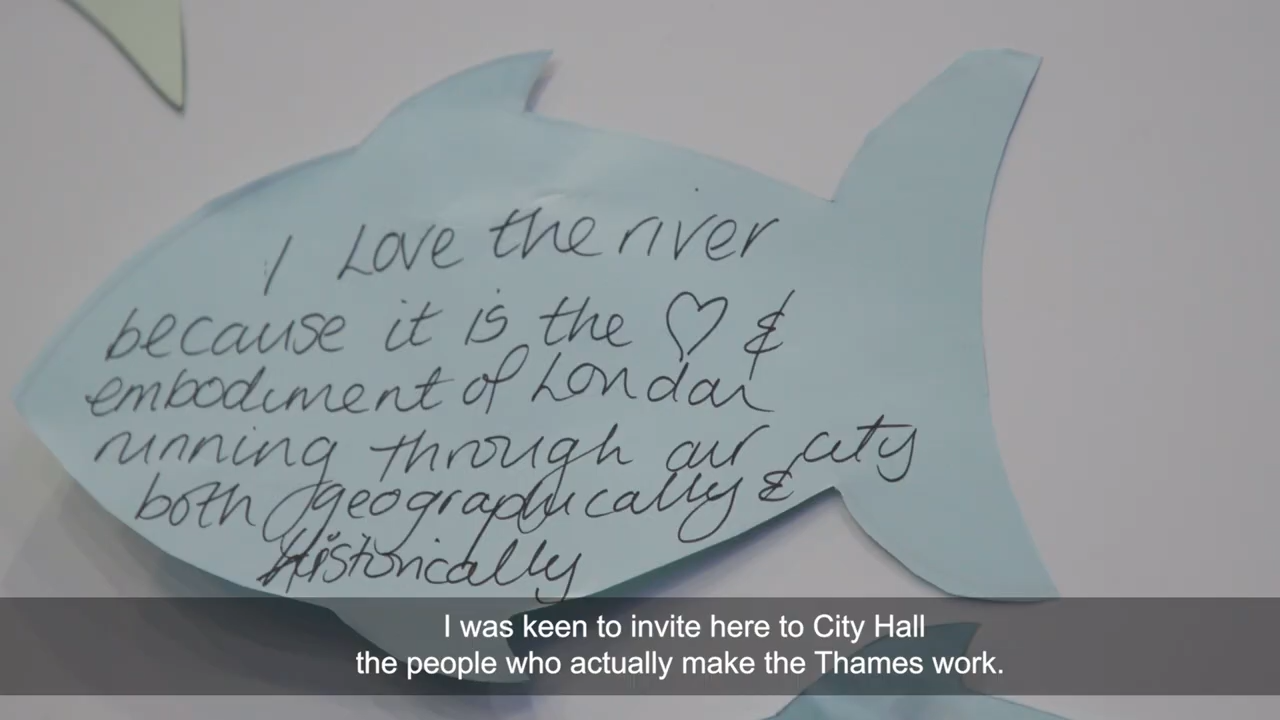 I Love the river
because it is the ♡ &
embodiment of London
running through our city
both geographically &
historically
I was keen to invite here to City Hall
the people who actually make the Thames work.